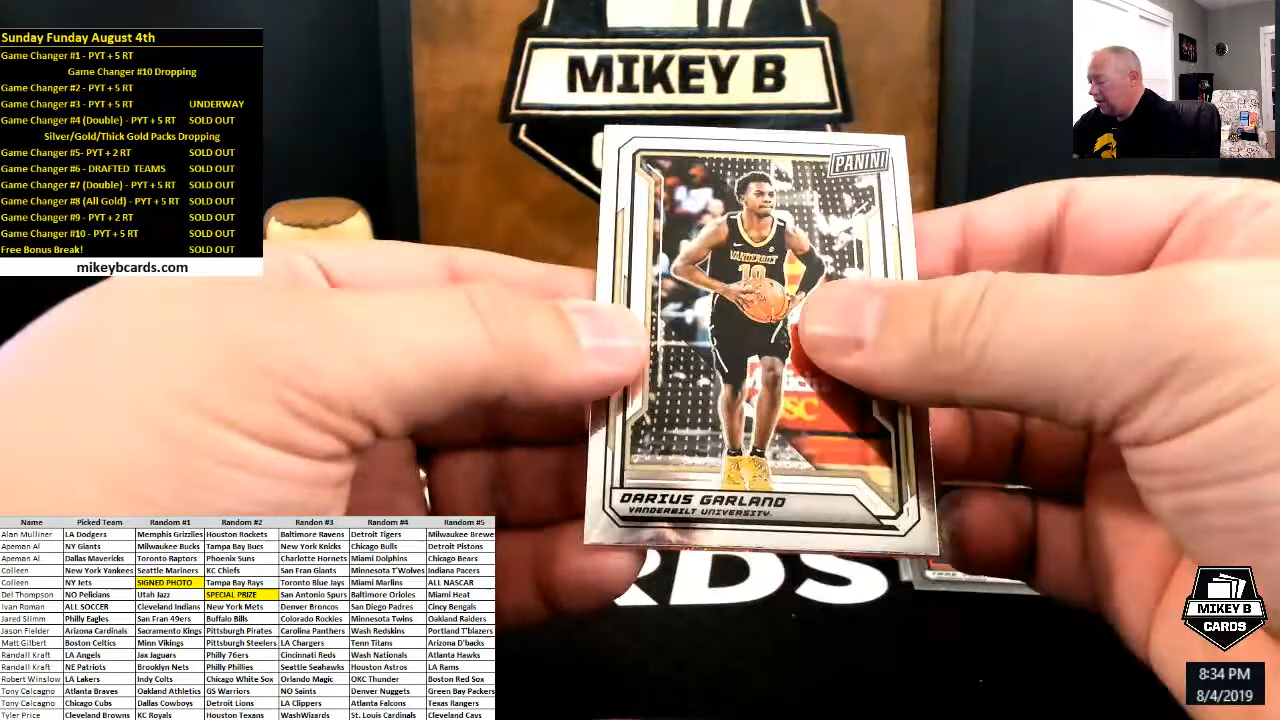 Sunday Funday August 4th
Game Changer #1 - PYT + 5 RT
Game Changer #10 Dropping
Game Changer #2 - PYT + 5 RT
Game Changer #3 - PYT + 5 RT UNDERWAY
Game Changer #4 (Double) - PYT + 5 RT SOLD OUT
Silver/Gold/Thick Gold Packs Dropping
Game Changer #5- PYT + 2 RT SOLD OUT
Game Changer #6 - DRAFTED TEAMS SOLD OUT
Game Changer #7 (Double) - PYT + 5 RT SOLD OUT
Game Changer #8 (All Gold) - PYT + 5 RT SOLD OUT
Game Changer #9 - PYT + 2 RT SOLD OUT
Game Changer #10 - PYT + 5 RT SOLD OUT
Free Bonus Break! SOLD OUT
mikeybcards.com
MIKEY B
PANINI
VANDERBILT
10
SC
DARIUS GARLAND
VANDERBILT UNIVERSITY
RDS
Name Picked Team Random #1 Random #2 Random #3 Random #4 Random #5
Alan Mulliner LA Dodgers Memphis Grizzlies Houston Rockets Baltimore Ravens Detroit Tigers Milwaukee Brewe
Apeman Al NY Giants Milwaukee Bucks Tampa Bay Bucs New York Knicks Chicago Bulls Detroit Pistons
Apeman Al Dallas Mavericks Toronto Raptors Phoenix Suns Charlotte Hornets Miami Dolphins Chicago Bears
Colleen New York Yankees Seattle Mariners KC Chiefs San Fran Giants Minnesota T'Wolves Indiana Pacers
Colleen NY Jets SIGNED PHOTO Tampa Bay Rays Toronto Blue Jays Miami Marlins ALL NASCAR
Del Thompson NO Pelicians Utah Jazz SPECIAL PRIZE San Antonio Spurs Baltimore Orioles Miami Heat
Ivan Roman ALL SOCCER Cleveland Indians New York Mets Denver Broncos San Diego Padres Cincy Bengals
Jared Slimm Philly Eagles San Fran 49ers Buffalo Bills Colorado Rockies Minnesota Twins Oakland Raiders
Jason Fielder Arizona Cardinals Sacramento Kings Pittsburgh Pirates Carolina Panthers Wash Redskins Portland T'blazers
Matt Gilbert Boston Celtics Minn Vikings Pittsburgh Steelers LA Chargers Tenn Titans Arizona D'backs
Randall Kraft LA Angels Jax Jaguars Philly 76ers Cincinnati Reds Wash Nationals Atlanta Hawks
Randall Kraft NE Patriots Brooklyn Nets Philly Phillies Seattle Seahawks Houston Astros LA Rams
Robert Winslow LA Lakers Indy Colts Chicago White Sox Orlando Magic OKC Thunder Boston Red Sox
Tony Calcagno Atlanta Braves Oakland Athletics GS Warriors NO Saints Denver Nuggets Green Bay Packers
Tony Calcagno Chicago Cubs Dallas Cowboys Detroit Lions LA Clippers Atlanta Falcons Texas Rangers
Tyler Price Cleveland Browns KC Royals Houston Texans WashWizards St. Louis Cardinals Cleveland Cavs
MIKEY B
CARDS
8:34 PM
8/4/2019